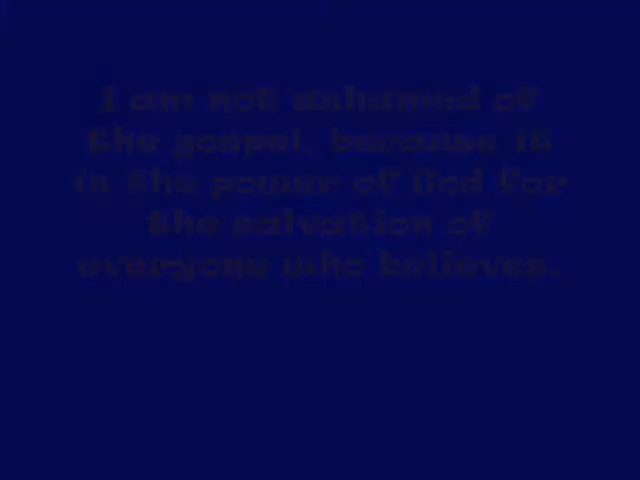 I am not ashamed of
the gospel, because it
is the power of God for
the salvation of
everyone who believes.